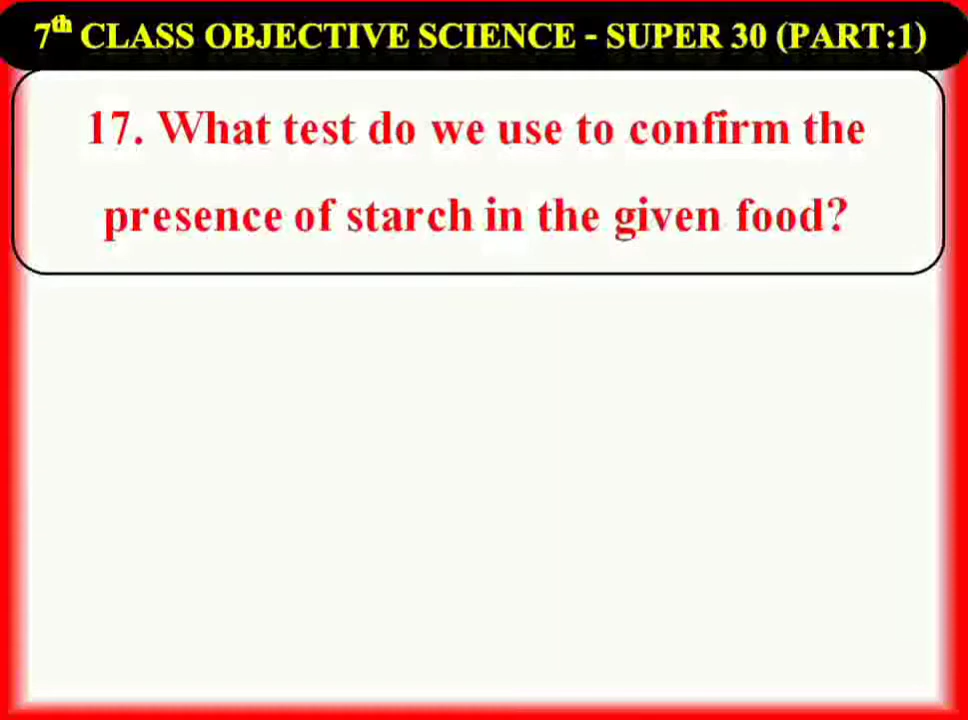 7th CLASS OBJECTIVE SCIENCE - SUPER 30 (PART:1)
17. What test do we use to confirm the
presence of starch in the given food?